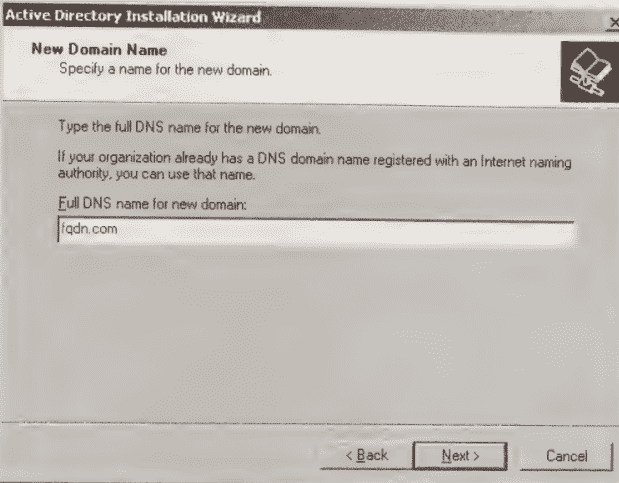 Active Directory Installation Wizard
New Domain Name
Specify a name for the new domain.
Type the full DNS name for the new domain.
If your organization already has a DNS domain name registered with an Internet naming
authority, you can use that name.
Full DNS name for new domain:
fqdn.com
< Back
Next >
Cancel